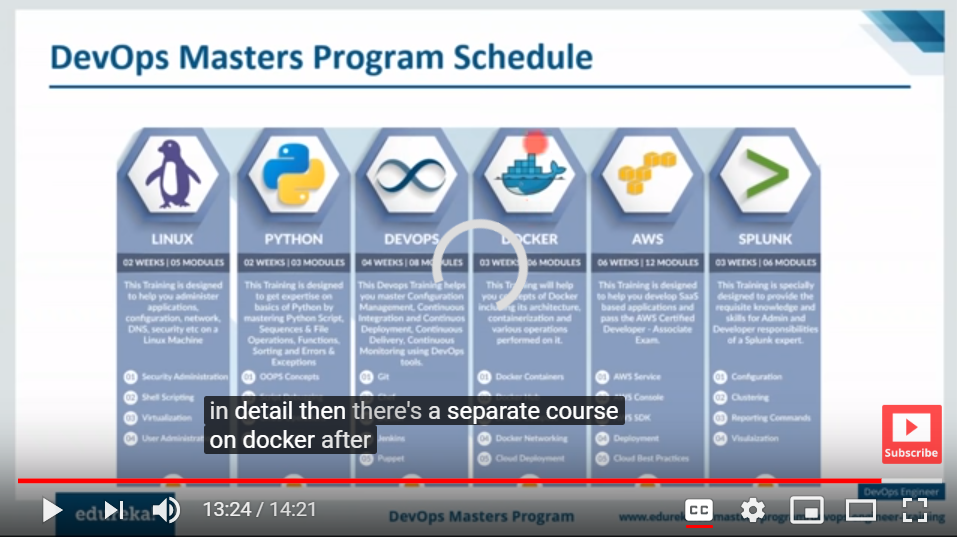 DevOps Masters Program Schedule
LINUX
02 WEEKS | 05 MODULES
This Training is designed
to help you administer
applications,
configuration, network,
DNS, security etc on a
Linux Machine
01 Security Administration
02 Shell Scripting
03 Virtualization
04 User Administrat
PYTHON
02 WEEKS | 03 MODULES
This Training is designed
to get expertise on
basics of Python by
mastering Python Script,
Sequences & File
Operations, Functions,
Sorting and Errors &
Exceptions
01 OOPS Concepts
DEVOPS
04 WEEKS | 08 MODULES
This Devops Training helps
you master Configuration
Management, Continuous
Integration and Continuos
Deployment, Continuous
Delivery, Continuous
Monitoring using DevOps
tools.
01 Git
Jenkins
05 Puppet
DOCKER
03 WEEKS | 06 MODULES
This Training will help
you concepts of Docker
including its architecture,
containerization and
various operations
performed on it.
01 Docker Containers
04 Docker Networking
05 Cloud Deployment
AWS
06 WEEKS | 12 MODULES
This Training is designed
to help you develop SaaS
based applications and
pass the AWS Certified
Developer - Associate
Exam.
01 AWS Service
Console
SDK
04 Deployment
05 Cloud Best Practices
SPLUNK
03 WEEKS | 06 MODULES
This Training is specially
designed to provide the
requisite knowledge and
skills for Admin and
Developer responsibilities
of a Splunk expert.
01 Configuration
02 Clustering
03 Reporting Commands
04 Visulaization
in detail then there's a separate course
on docker after
Subscribe
DevOps Engineer
13:24 / 14:21
CC
edureka!
DevOps Masters Program